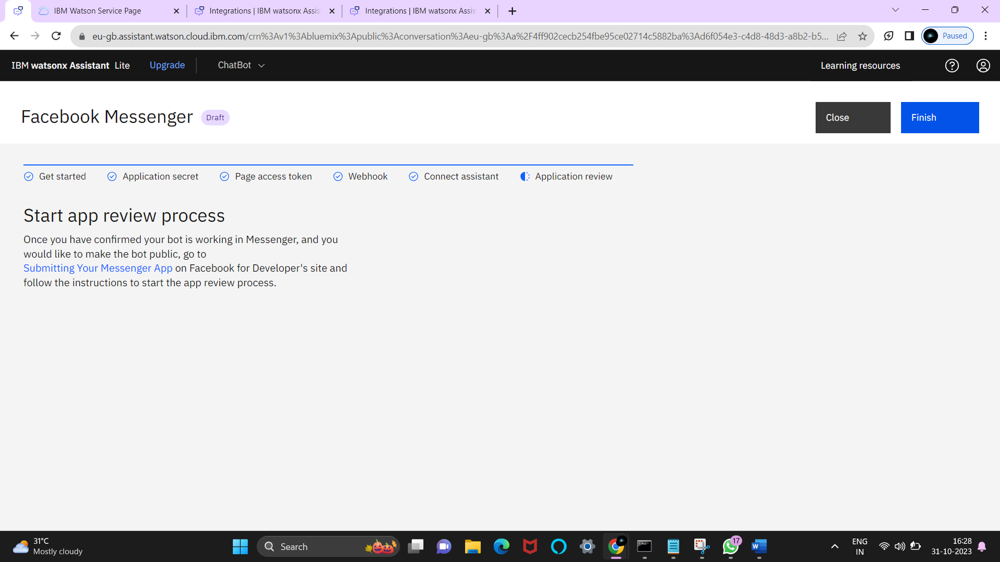 IBM Watson Service Page
Integrations | IBM watsonx Assis
Integrations | IBM watsonx Assis
eu-gb.assistant.watson.cloud.ibm.com/crn%3Av1%3Abluemix%3Apublic%3Aconversation%3Aeu-gb%3Aa%2F4ff902cecb254fbe95ce02714c5882ba%3Ad6f054e3-c4d8-48d3-a8b2-b5...
Paused
IBM watsonx Assistant Lite Upgrade ChatBot Learning resources
Facebook Messenger Draft Close Finish
Get started Application secret Page access token Webhook Connect assistant Application review
Start app review process
Once you have confirmed your bot is working in Messenger, and you
would like to make the bot public, go to
Submitting Your Messenger App on Facebook for Developer's site and
follow the instructions to start the app review process.
31°C
Mostly cloudy
Search
17
ENG
IN
16:28
31-10-2023